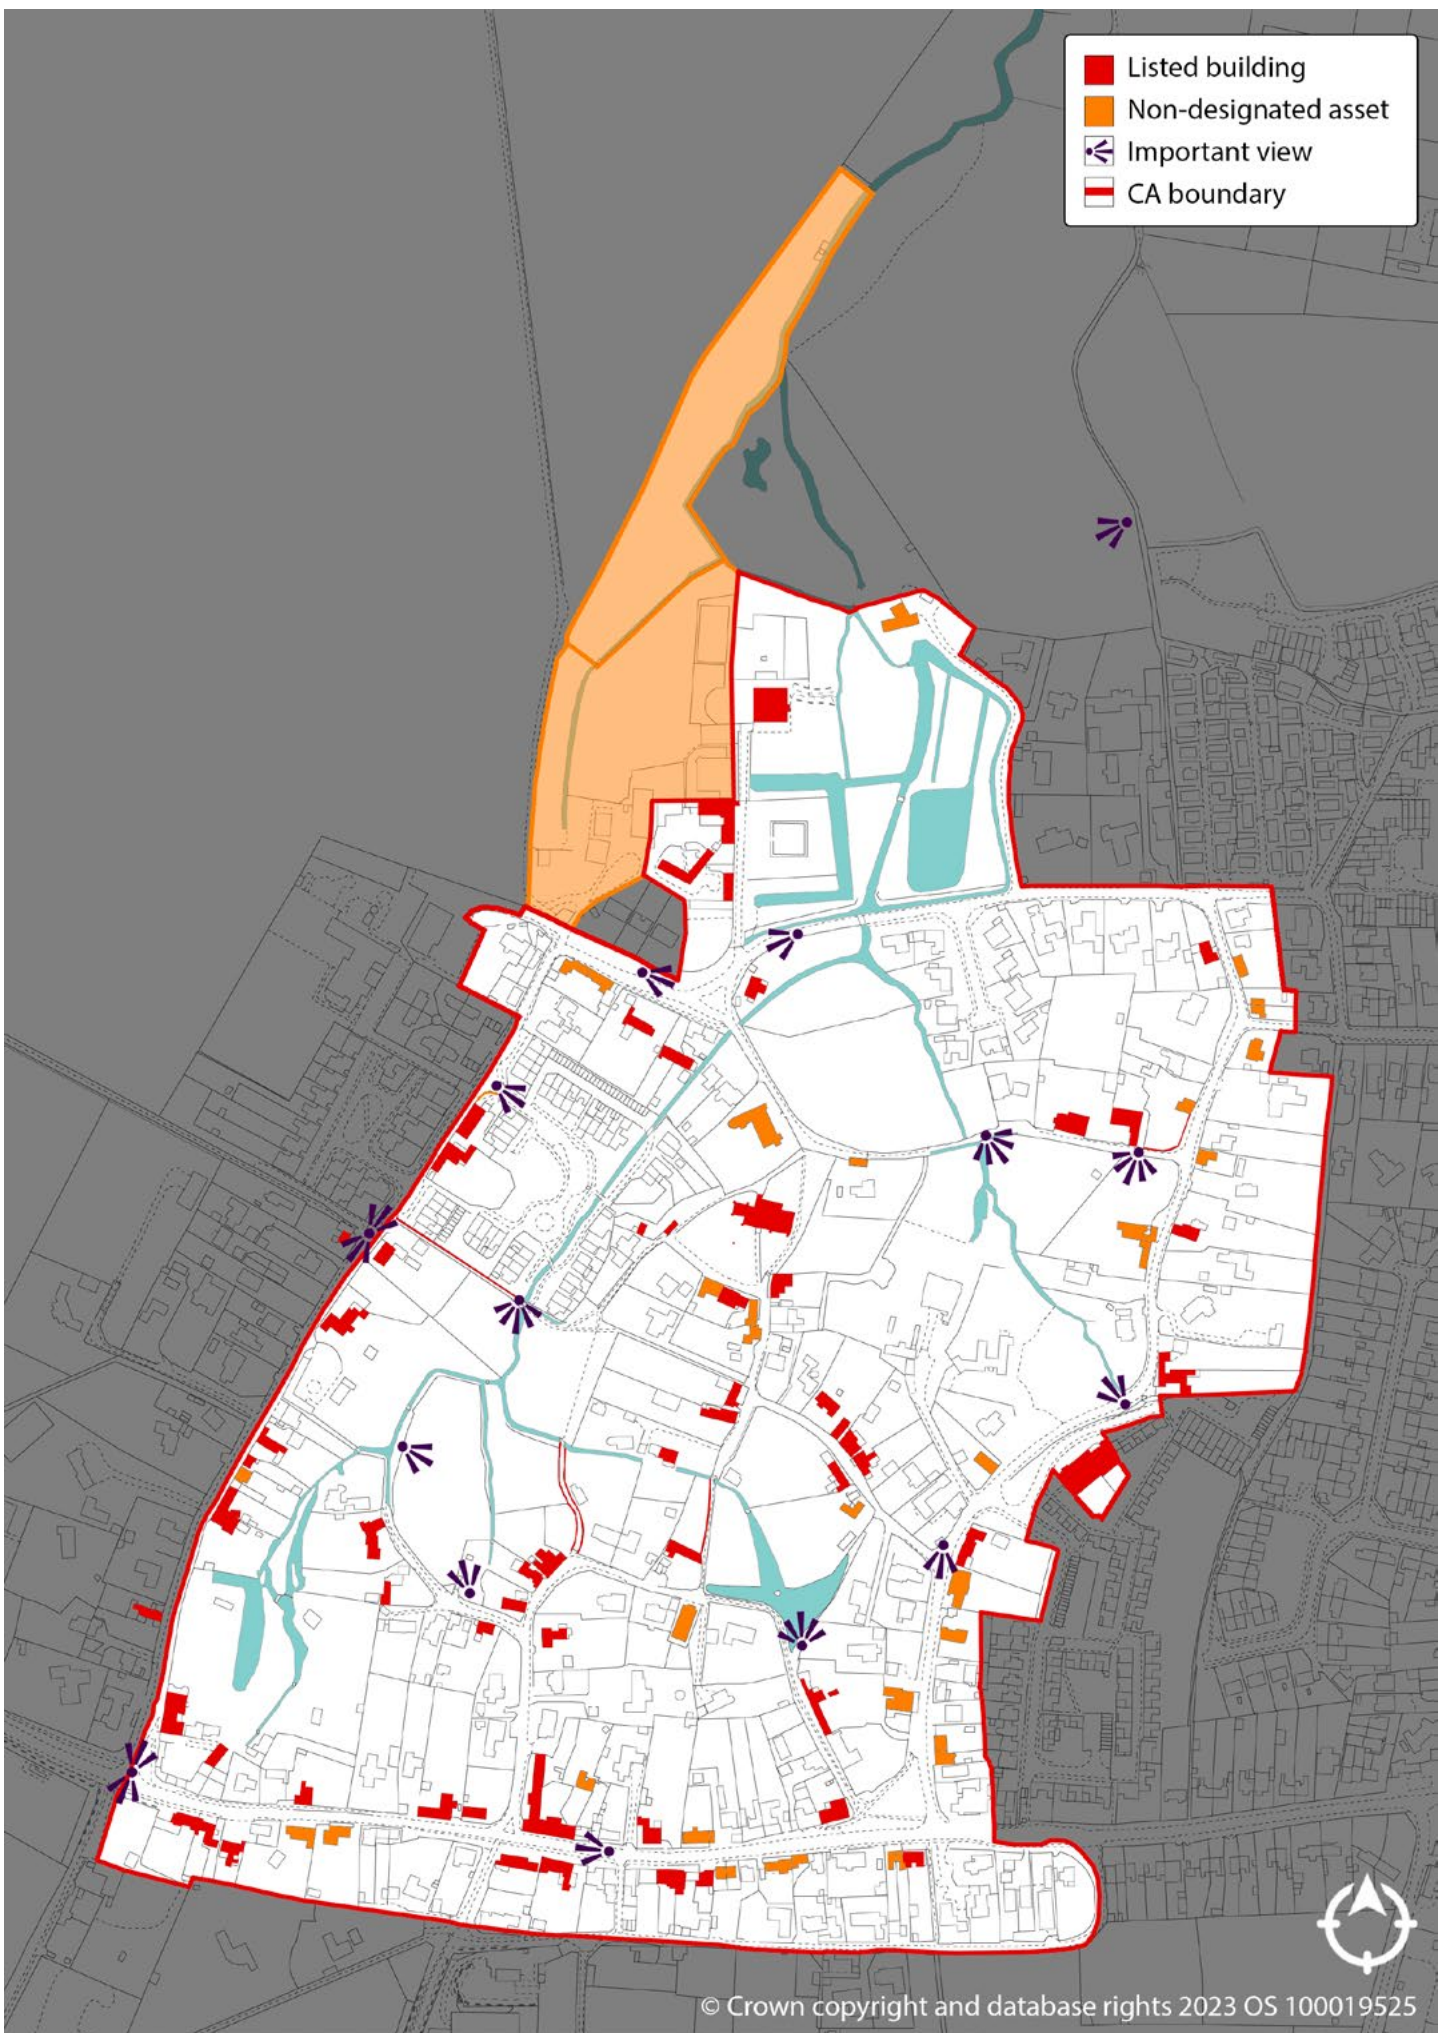 Listed building
Non-designated asset
Important view
CA boundary
© Crown copyright and database rights 2023 OS 100019525